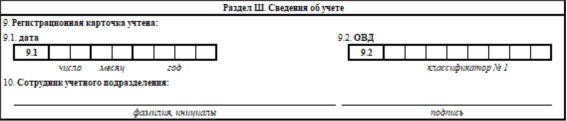 Раздел III. Сведения об учете
9. Регистрационная карточка учтена:
9.1. дата 9.2. ОВД
9.1 9.2
число месяц год классификатор № 1
10. Сотрудник учетного подразделения:
фамилия, инициалы подпись